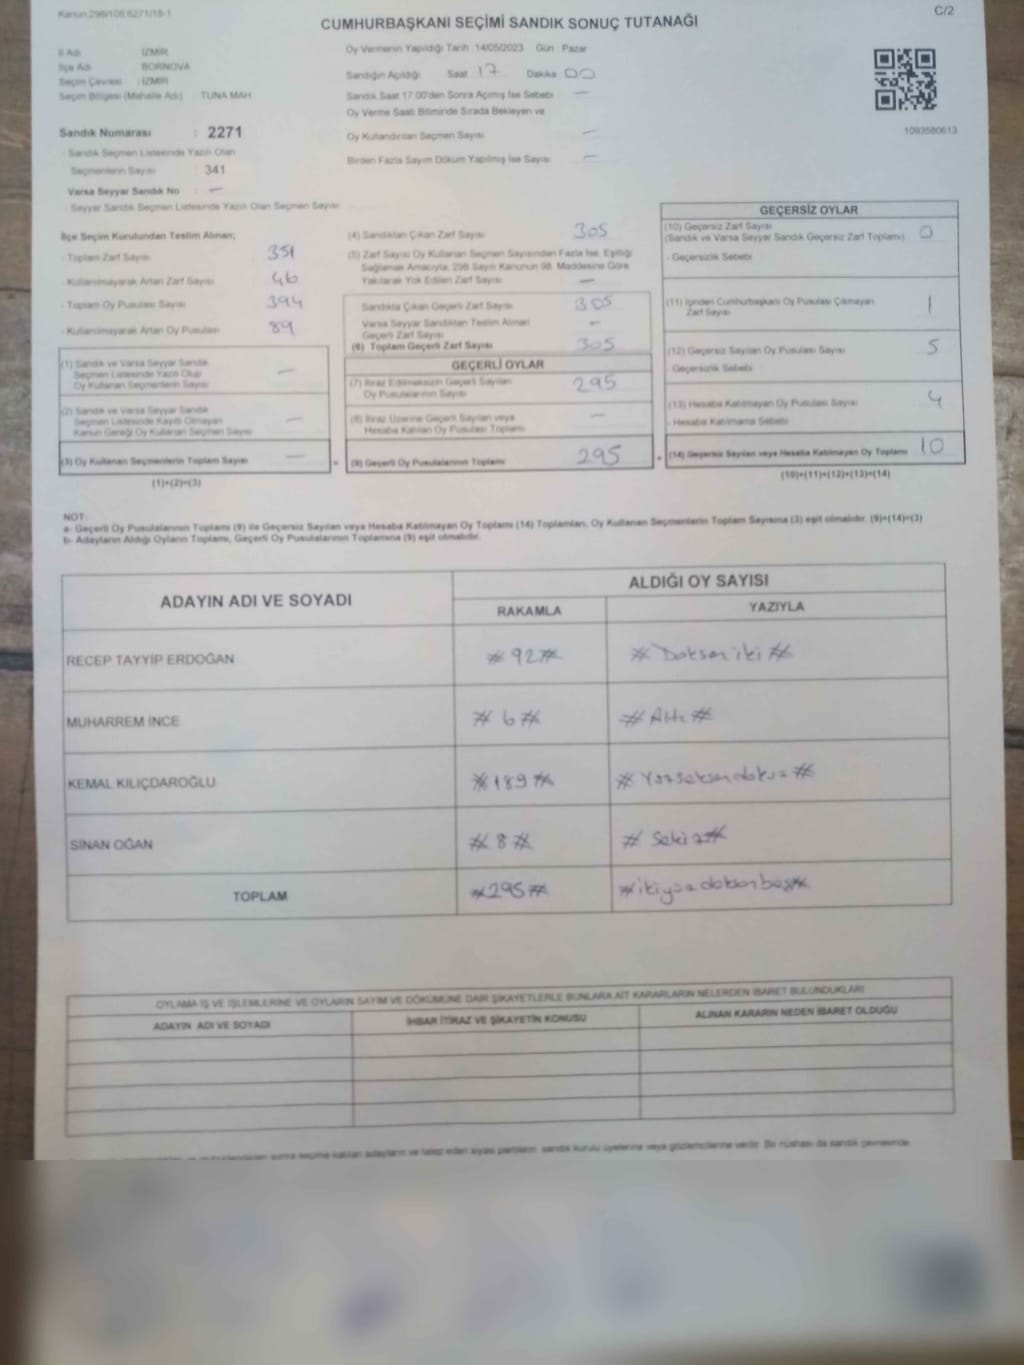 Kanun:298/105,6271/18-1
C/2
CUMHURBAŞKANI SEÇİMİ SANDIK SONUÇ TUTANAĞI
İl Adı : İZMİR
İlçe Adı : BORNOVA
Seçim Çevresi : İZMİR
Seçim Bölgesi (Mahalle Adı) : TUNA MAH
Sandık Numarası : 2271
- Sandık Seçmen Listesinde Yazılı Olan
Seçmenlerin Sayısı : 341
Varsa Seyyar Sandık No : —
- Seyyar Sandık Seçmen Listesinde Yazılı Olan Seçmen Sayısı:
Oy Vermenin Yapıldığı Tarih :14/05/2023 Gün : Pazar
Sandığın Açıldığı Saat : 17 Dakika : 00
Sandık Saat 17.00'den Sonra Açılmış İse Sebebi : —
Oy Verme Saati Bitiminde Sırada Bekleyen ve
Oy Kullandırılan Seçmen Sayısı : —
Birden Fazla Sayım Döküm Yapılmış İse Sayısı : —
1093580613
İlçe Seçim Kurulundan Teslim Alınan;
- Toplam Zarf Sayısı : 351
- Kullanılmayarak Artan Zarf Sayısı : 46
- Toplam Oy Pusulası Sayısı : 394
- Kullanılmayarak Artan Oy Pusulası : 89
(1) Sandık ve Varsa Seyyar Sandık
Seçmen Listesinde Yazılı Olup
Oy Kullanan Seçmenlerin Sayısı —
(2) Sandık ve Varsa Seyyar Sandık
Seçmen Listesinde Kayıtlı Olmayan
Kanun Gereği Oy Kullanan Seçmen Sayısı —
(3) Oy Kullanan Seçmenlerin Toplam Sayısı —
(1)+(2)=(3)
(4) Sandıktan Çıkan Zarf Sayısı : 305
(5) Zarf Sayısı Oy Kullanan Seçmen Sayısından Fazla İse, Eşitliği
Sağlamak Amacıyla; 298 Sayılı Kanunun 98. Maddesine Göre
Yakılarak Yok Edilen Zarf Sayısı : —
Sandıkta Çıkan Geçerli Zarf Sayısı : 305
Varsa Seyyar Sandıktan Teslim Alınan
Geçerli Zarf Sayısı : —
(6) Toplam Geçerli Zarf Sayısı : 305
GEÇERLİ OYLAR
(7) İtiraz Edilmeksizin Geçerli Sayılan
Oy Pusulalarının Sayısı 295
(8) İtiraz Üzerine Geçerli Sayılan veya
Hesaba Katılan Oy Pusulası Toplamı —
= (9) Geçerli Oy Pusulalarının Toplamı 295
GEÇERSİZ OYLAR
(10) Geçersiz Zarf Sayısı
(Sandık ve Varsa Seyyar Sandık Geçersiz Zarf Toplamı) : 0
- Geçersizlik Sebebi
(11) İçinden Cumhurbaşkanı Oy Pusulası Çıkmayan
Zarf Sayısı : 1
(12) Geçersiz Sayılan Oy Pusulası Sayısı : 5
- Geçersizlik Sebebi
(13) Hesaba Katılmayan Oy Pusulası Sayısı : 4
- Hesaba Katılmama Sebebi
+ (14) Geçersiz Sayılan veya Hesaba Katılmayan Oy Toplamı : 10
(10)+(11)+(12)+(13)=(14)
NOT:
a- Geçerli Oy Pusulalarının Toplamı (9) ile Geçersiz Sayılan veya Hesaba Katılmayan Oy Toplamı (14) Toplamları, Oy Kullanan Seçmenlerin Toplam Sayısına (3) eşit olmalıdır. (9)+(14)=(3)
b- Adayların Aldığı Oyların Toplamı, Geçerli Oy Pusulalarının Toplamına (9) eşit olmalıdır.
ADAYIN ADI VE SOYADI ALDIĞI OY SAYISI
RAKAMLA YAZIYLA
RECEP TAYYİP ERDOĞAN #92# #Doksan iki#
MUHARREM İNCE #6# #Altı#
KEMAL KILIÇDAROĞLU #189# #Yüzseksendokuz#
SİNAN OĞAN #8# #Sekiz#
TOPLAM #295# #ikiyüzdoksanbeş#
OYLAMA İŞ VE İŞLEMLERİNE VE OYLARIN SAYIM VE DÖKÜMÜNE DAİR ŞİKAYETLERLE BUNLARA AİT KARARLARIN NELERDEN İBARET BULUNDUKLARI
ADAYIN ADI VE SOYADI İHBAR İTİRAZ VE ŞİKAYETİN KONUSU ALINAN KARARIN NEDEN İBARET OLDUĞU
sonra seçime katılan adayların ve talep eden siyasi partilerin sandık kurulu üyelerine veya gözlemcilerine verilir. Bu nüshası da sandık çevresinde